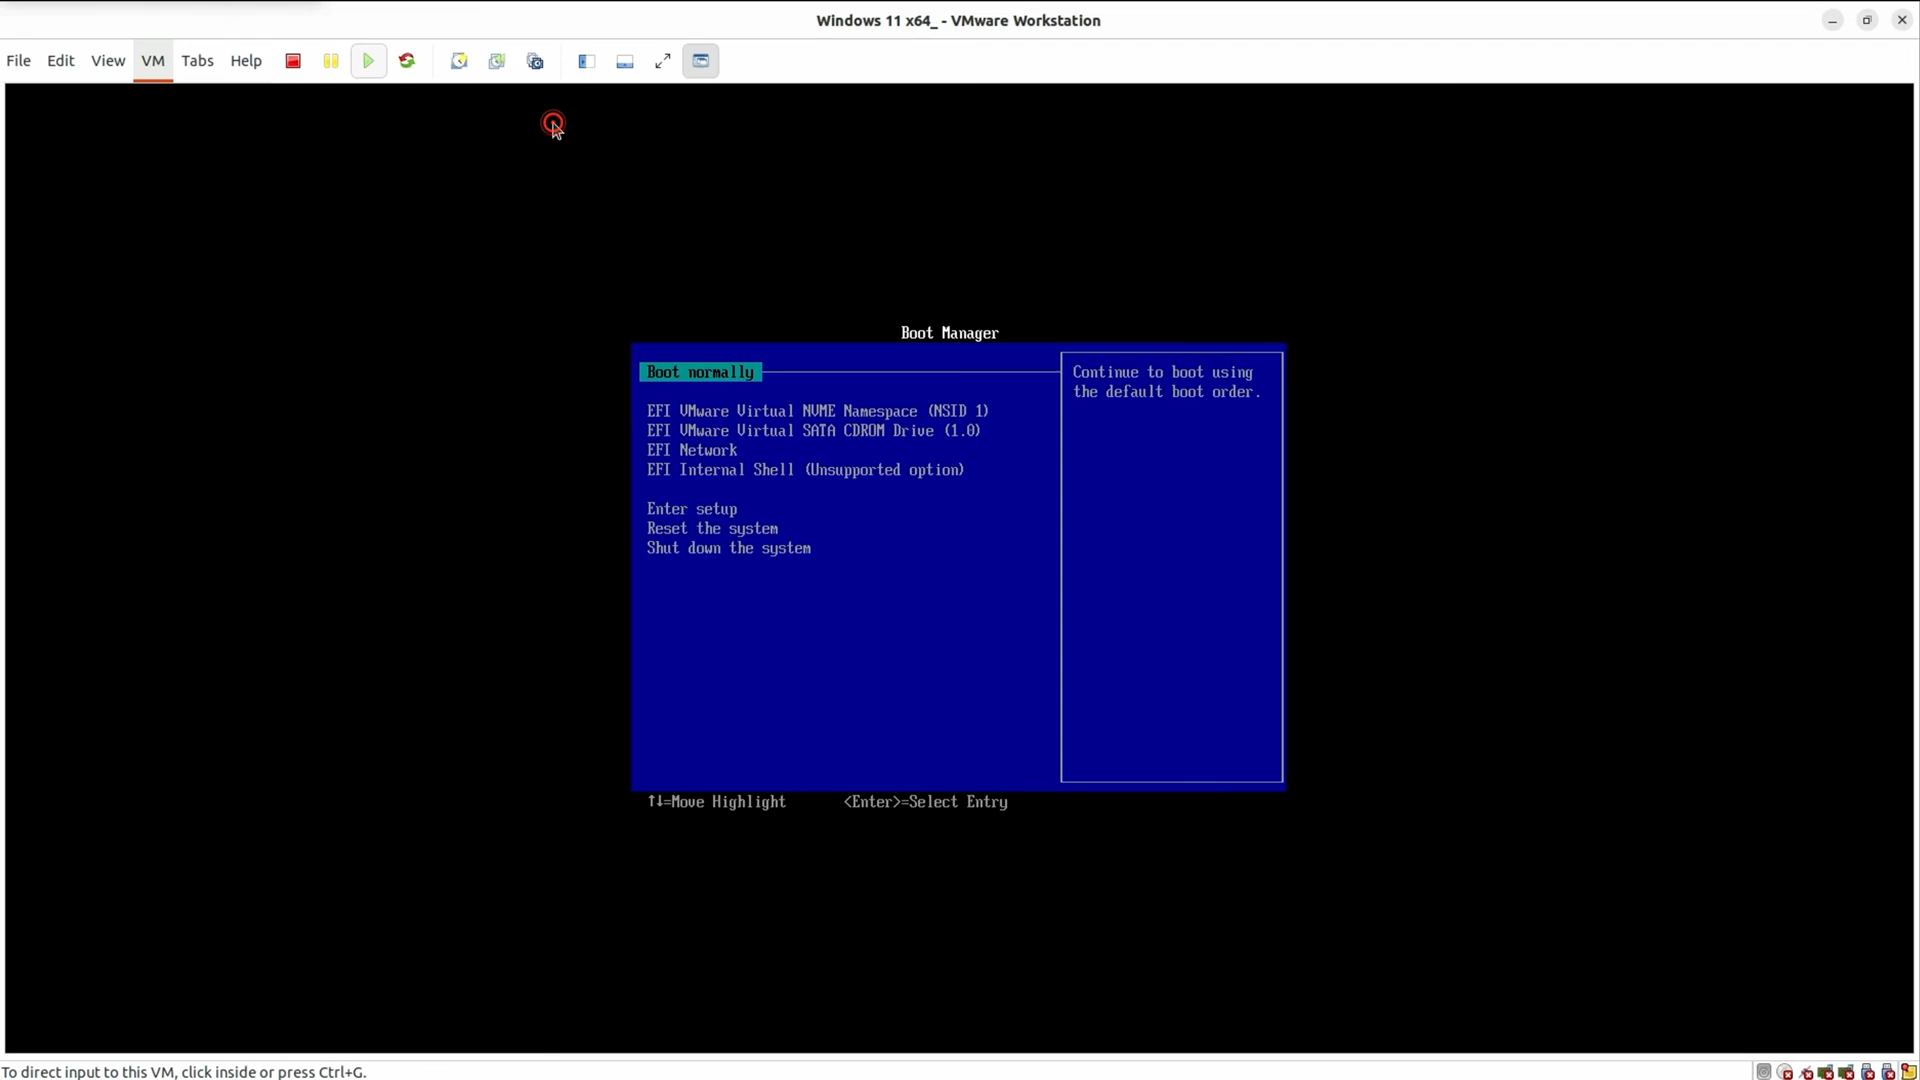 Windows 11 x64_ - VMware Workstation
File Edit View VM Tabs Help
Boot Manager
Boot normally
Continue to boot using
the default boot order.
EFI VMware Virtual NVME Namespace (NSID 1)
EFI VMware Virtual SATA CDROM Drive (1.0)
EFI Network
EFI Internal Shell (Unsupported option)
Enter setup
Reset the system
Shut down the system
↑↓=Move Highlight <Enter>=Select Entry
To direct input to this VM, click inside or press Ctrl+G.